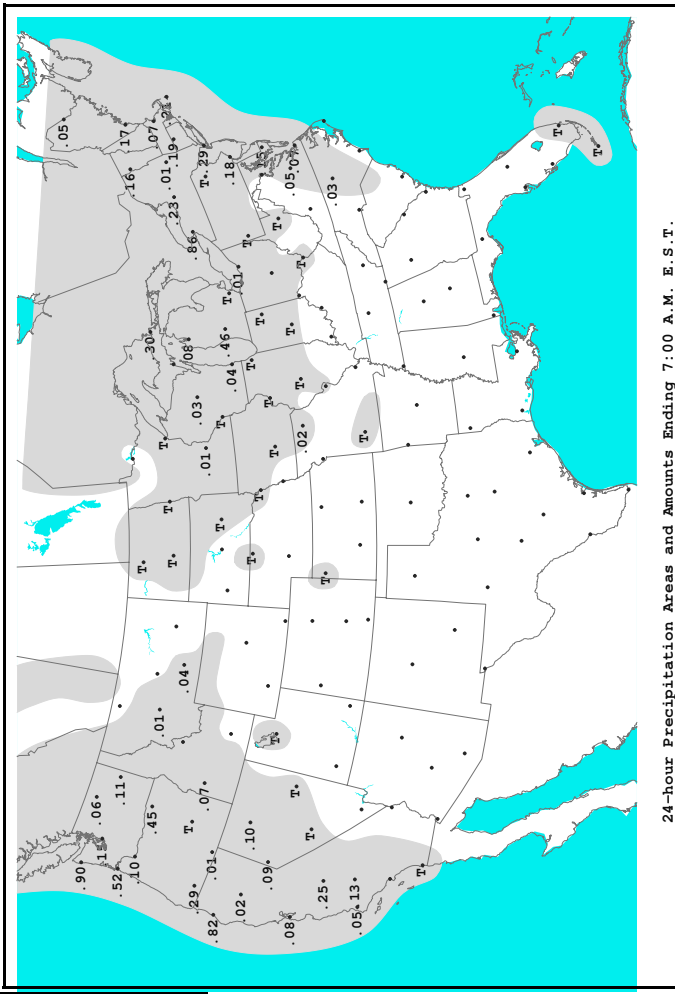 .05
.90
.06
.15
.52
.11
.17
.10
.16
T
.30
.45
.07
.01
T
.01
.21
T
T
.23
.19
.04
.08
T
.86
.29
.03
.07
T
.29
.01
.01
.82
T
T
.46
T
.18
.04
.01
.02
T
T
T
.10
T
T
.15
.09
T
T
T
T
.08
.05
T
.07
T
T
.02
T
T
.25
T
.03
.13
.05
T
T
T
T
24-hour Precipitation Areas and Amounts Ending 7:00 A.M. E.S.T.